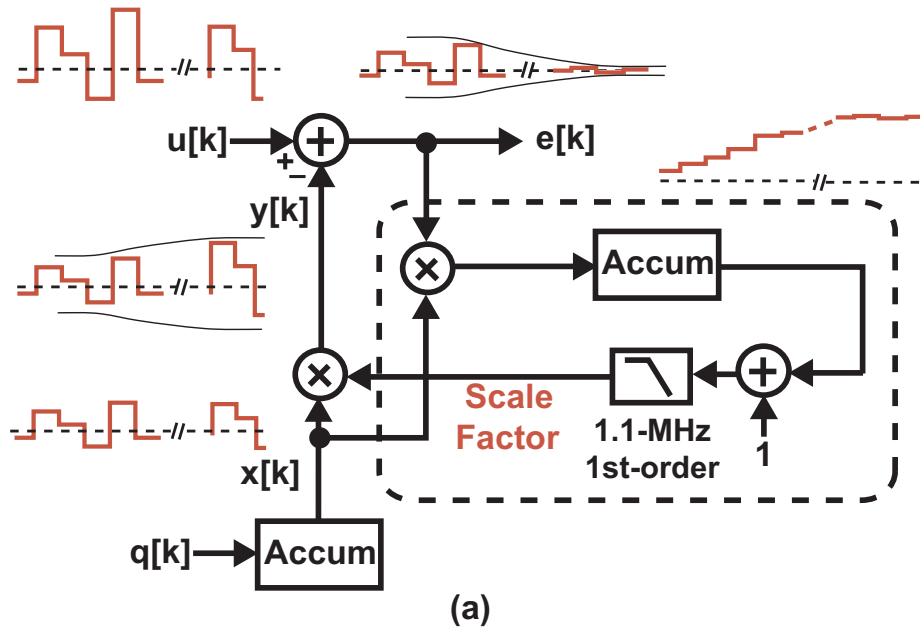 u[k]
+
+
−
e[k]
y[k]
×
Accum
×
+
Scale
Factor
1.1-MHz
1st-order
1
x[k]
q[k]
Accum
(a)